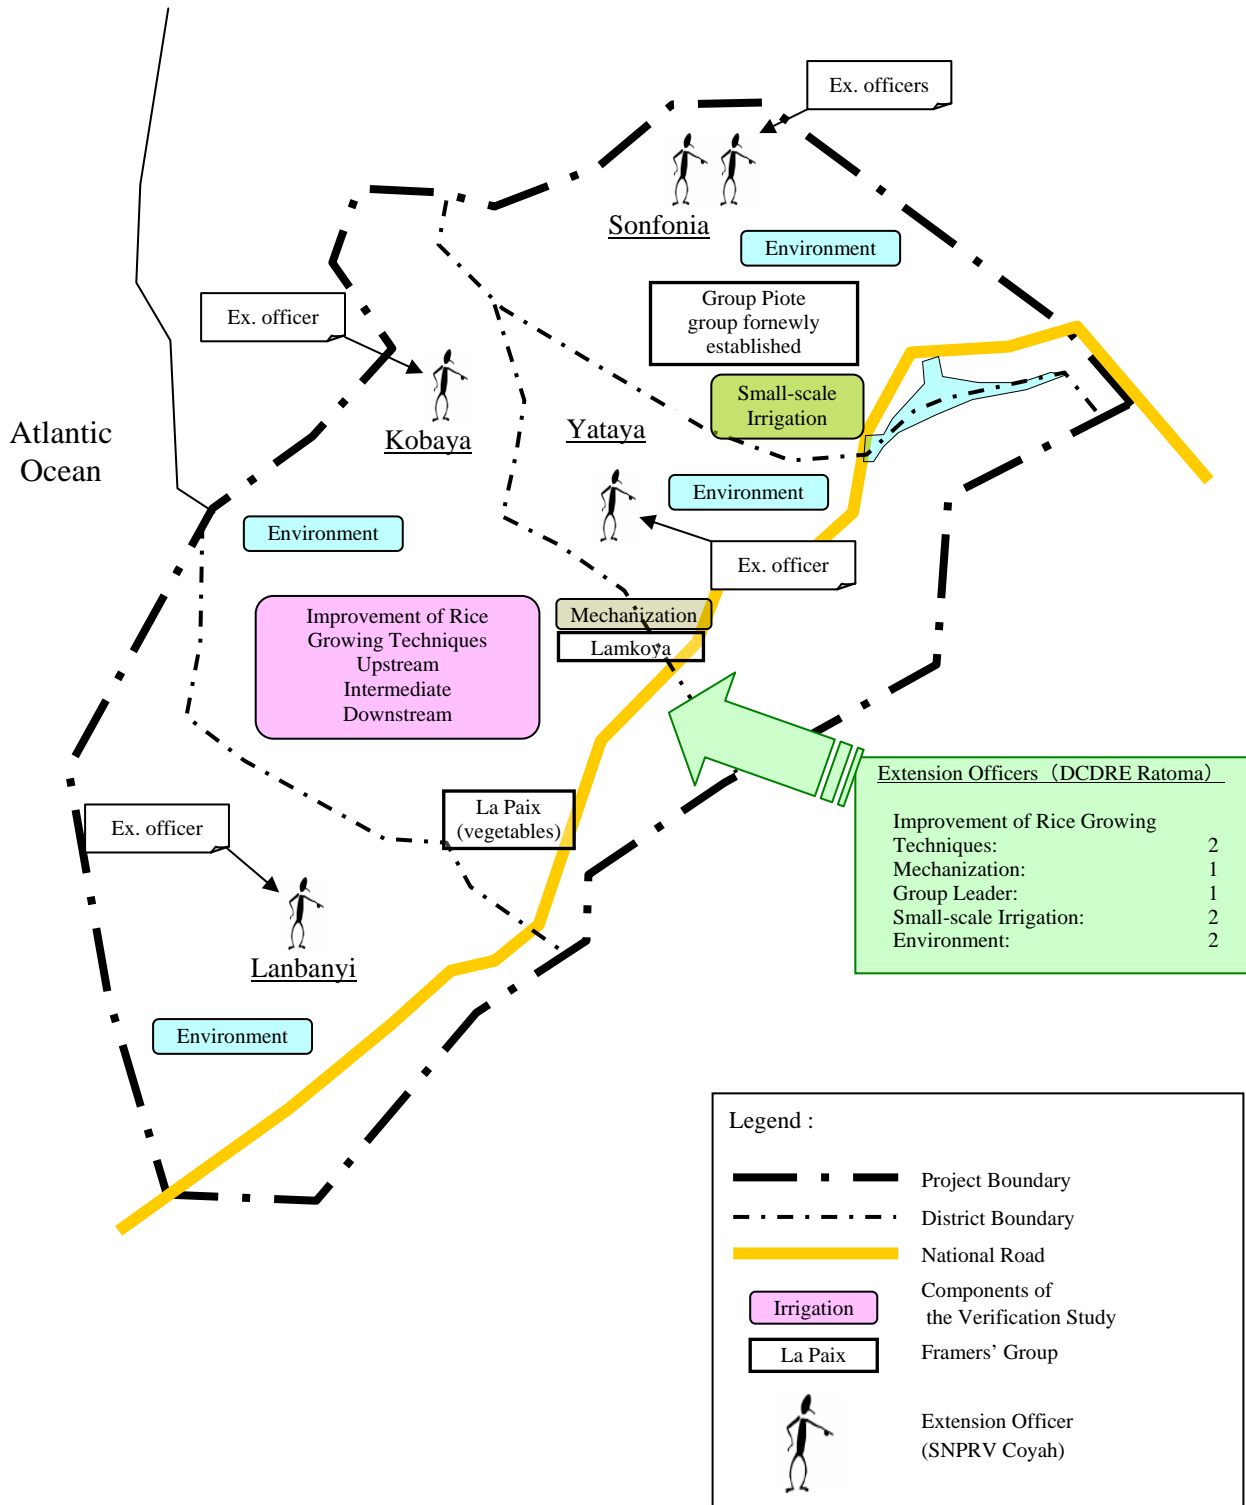 Ex. officers
Sonfonia
Environment
Ex. officer
Group Piote
group fornewly
established
Kobaya
Small-scale
Irrigation
Atlantic
Ocean
Yataya
Environment
Environment
Ex. officer
Improvement of Rice
Growing Techniques
Upstream
Intermediate
Downstream
Mechanization
Lamkoya
Extension Officers（DCDRE Ratoma）
Improvement of Rice Growing
Techniques: 2
Mechanization: 1
Group Leader: 1
Small-scale Irrigation: 2
Environment: 2
La Paix
(vegetables)
Ex. officer
Lanbanyi
Environment
Legend :
Project Boundary
District Boundary
National Road
Irrigation
Components of
the Verification Study
La Paix
Framers’ Group
Extension Officer
(SNPRV Coyah)